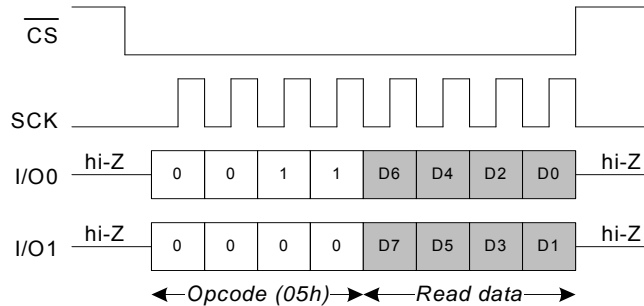 CS
SCK
hi-Z hi-Z
I/O0 0 0 1 1 D6 D4 D2 D0
hi-Z hi-Z
I/O1 0 0 0 0 D7 D5 D3 D1
Opcode (05h) Read data